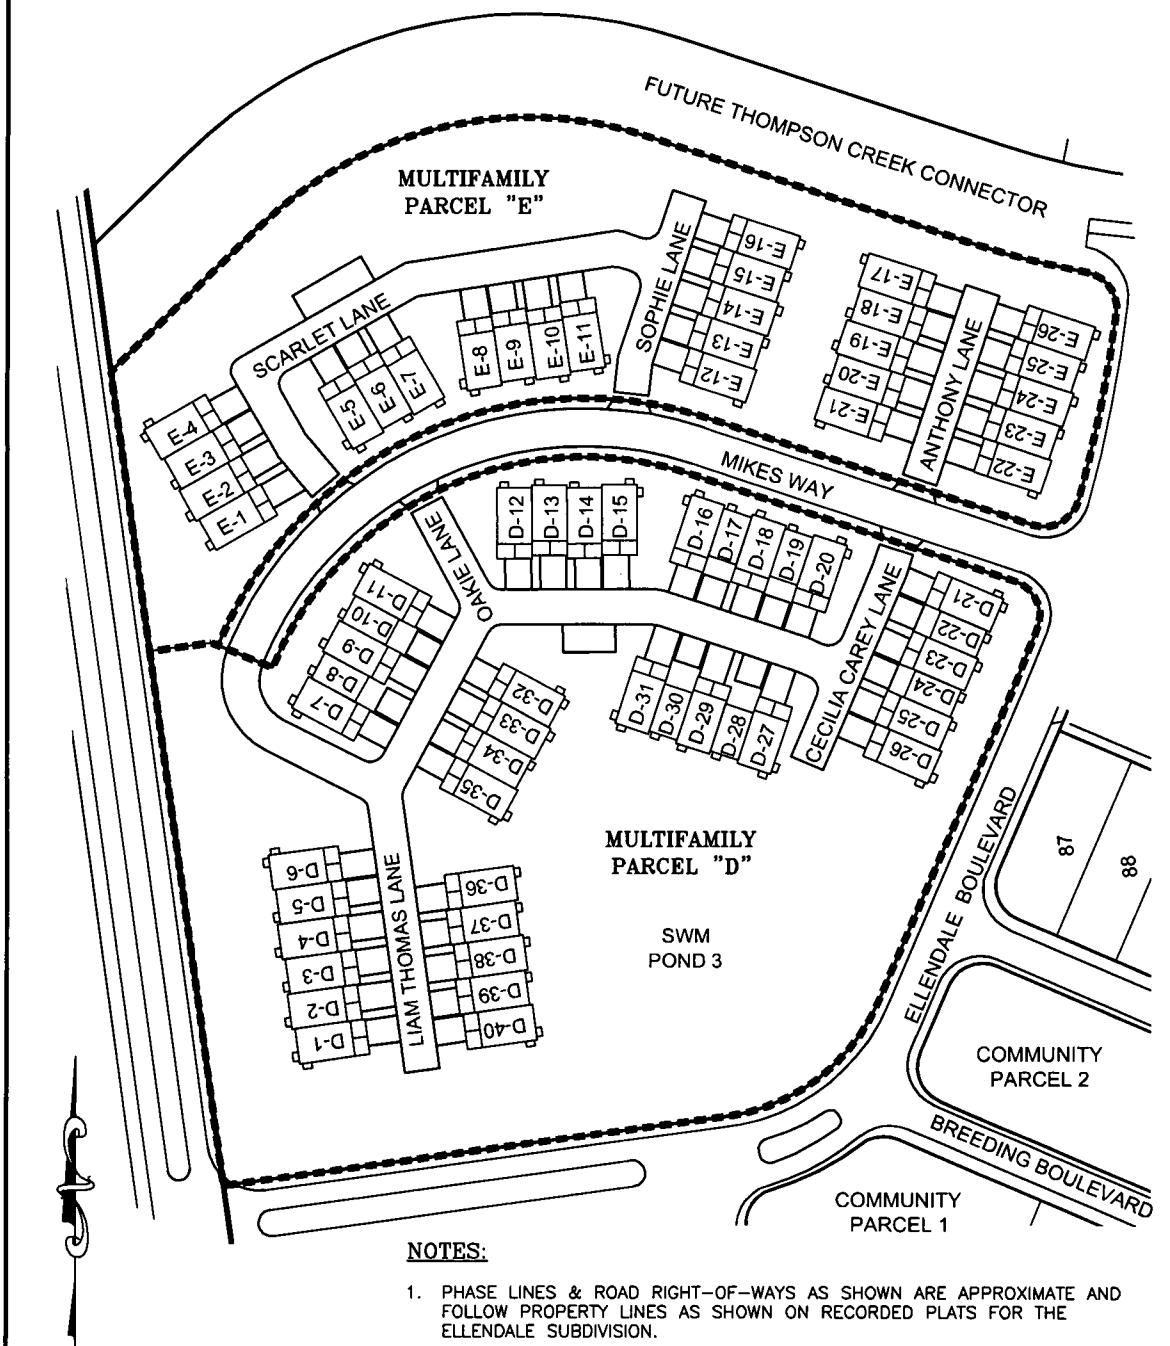 FUTURE THOMPSON CREEK CONNECTOR
MULTIFAMILY
PARCEL "E"
SCARLET LANE
SOPHIE LANE
ANTHONY LANE
E-1
E-2
E-3
E-4
E-5
E-6
E-7
E-8
E-9
E-10
E-11
E-12
E-13
E-14
E-15
E-16
E-17
E-18
E-19
E-20
E-21
E-22
E-23
E-24
E-25
E-26
MIKES WAY
OAKIE LANE
CECILIA CAREY LANE
LIAM THOMAS LANE
D-1
D-2
D-3
D-4
D-5
D-6
D-7
D-8
D-9
D-10
D-11
D-12
D-13
D-14
D-15
D-16
D-17
D-18
D-19
D-20
D-21
D-22
D-23
D-24
D-25
D-26
D-27
D-28
D-29
D-30
D-31
D-32
D-33
D-34
D-35
D-36
D-37
D-38
D-39
D-40
MULTIFAMILY
PARCEL "D"
SWM
POND 3
ELLENDALE BOULEVARD
87
88
COMMUNITY
PARCEL 2
BREEDING BOULEVARD
COMMUNITY
PARCEL 1
NOTES:
1. PHASE LINES & ROAD RIGHT-OF-WAYS AS SHOWN ARE APPROXIMATE AND
FOLLOW PROPERTY LINES AS SHOWN ON RECORDED PLATS FOR THE
ELLENDALE SUBDIVISION.